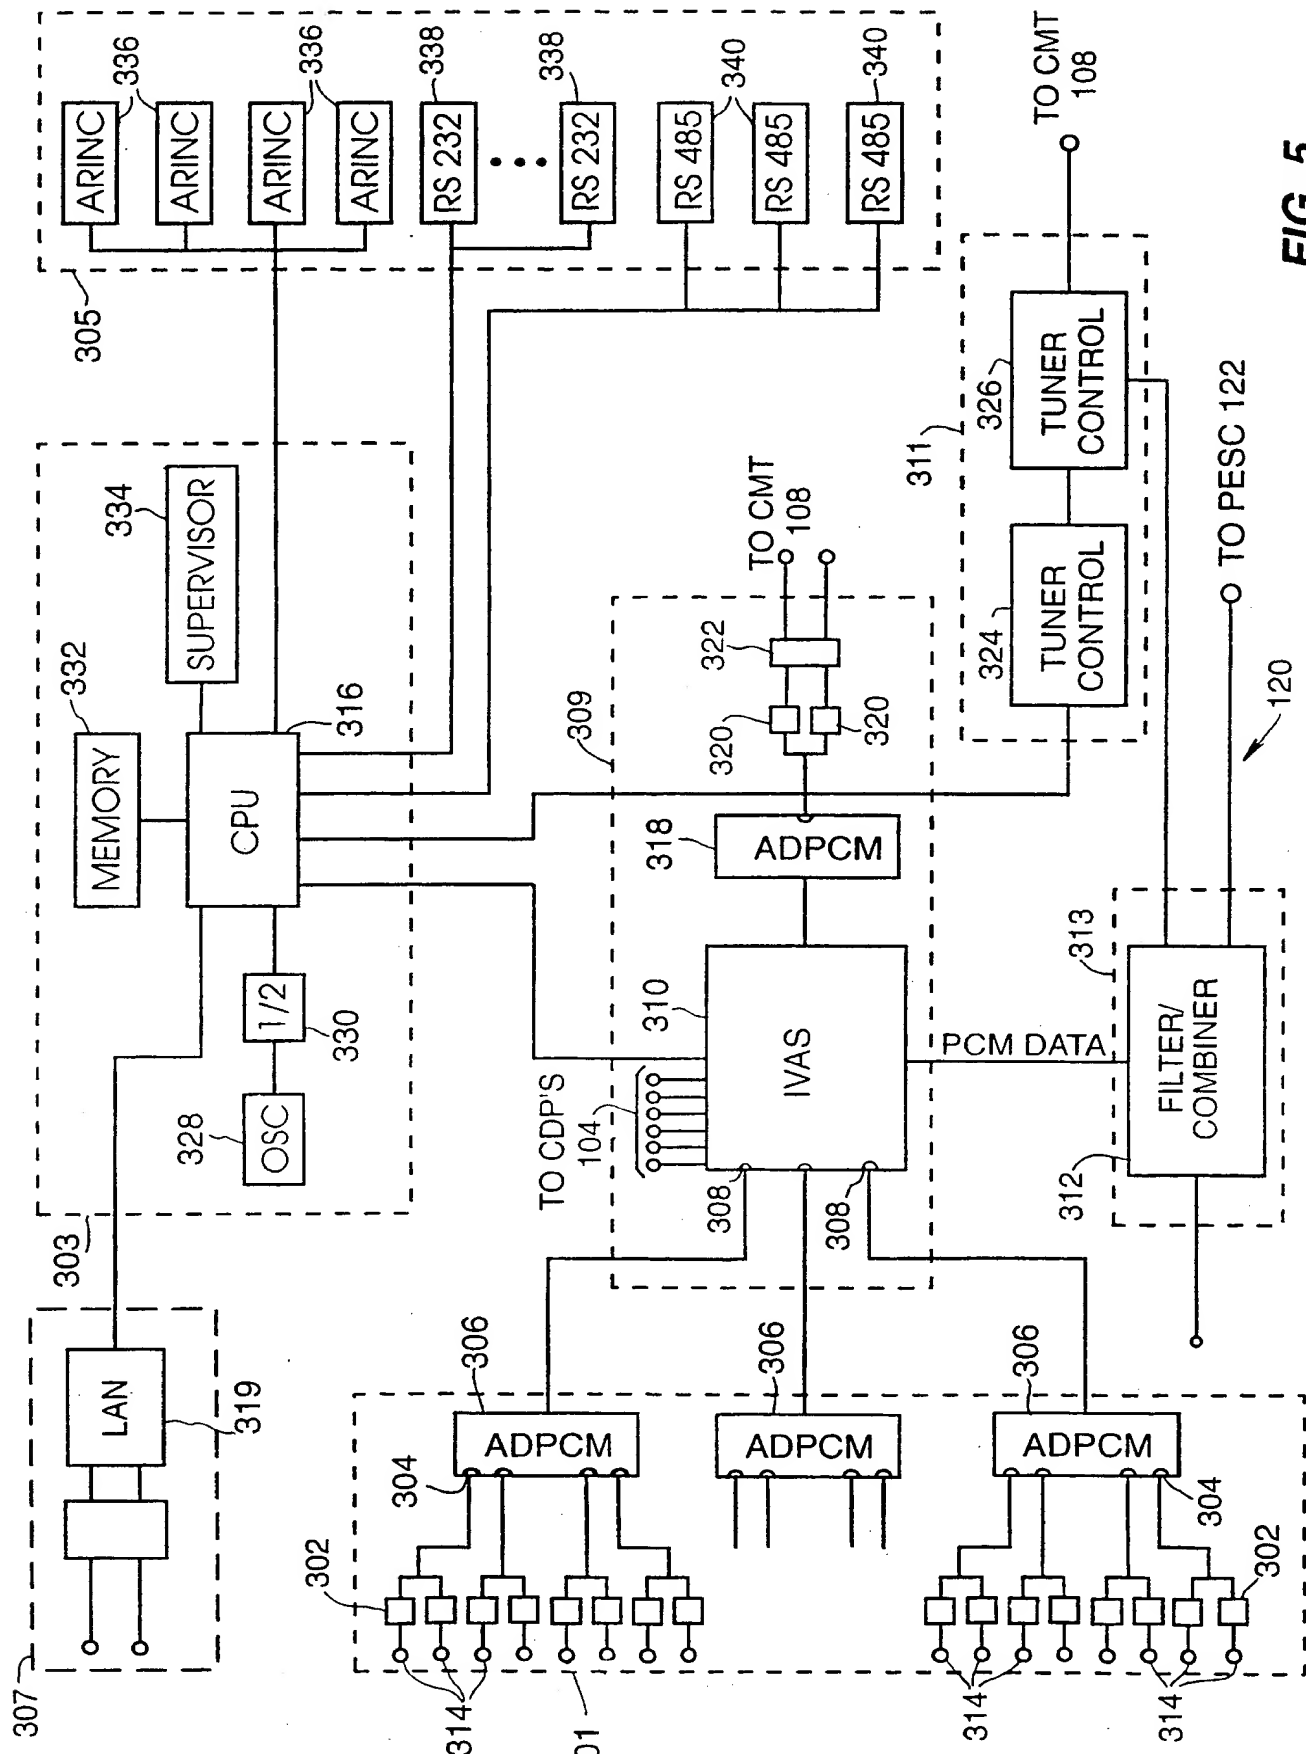 307
LAN
319
303
MEMORY
332
SUPERVISOR
334
CPU
316
1/2
330
OSC
328
305
ARINC
ARINC
336
ARINC
ARINC
336
RS 232
338
RS 232
338
RS 485
RS 485
340
RS 485
340
TO CDP'S
104
309
310
IVAS
308
308
318
ADPCM
320
320
322
TO CMT
108
311
324
TUNER
CONTROL
326
TUNER
CONTROL
TO CMT
108
PCM DATA
313
312
FILTER/
COMBINER
TO PESC 122
120
306
ADPCM
304
302
314
306
ADPCM
306
ADPCM
304
302
314
314
01
FIG 5